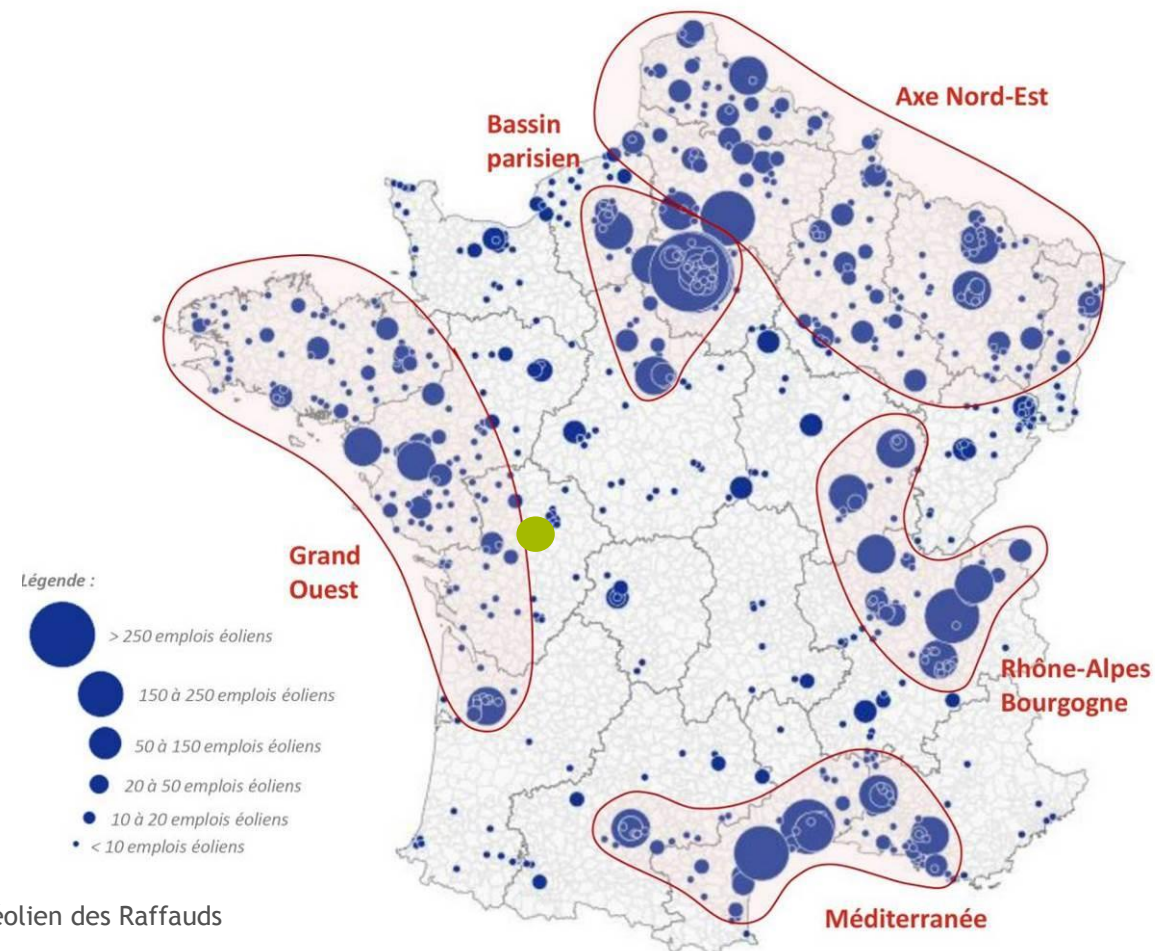 Axe Nord-Est
Bassin
parisien
Grand
Ouest
Légende :
> 250 emplois éoliens
150 à 250 emplois éoliens
50 à 150 emplois éoliens
20 à 50 emplois éoliens
10 à 20 emplois éoliens
< 10 emplois éoliens
Rhône-Alpes
Bourgogne
Méditerranée
éolien des Raffauds